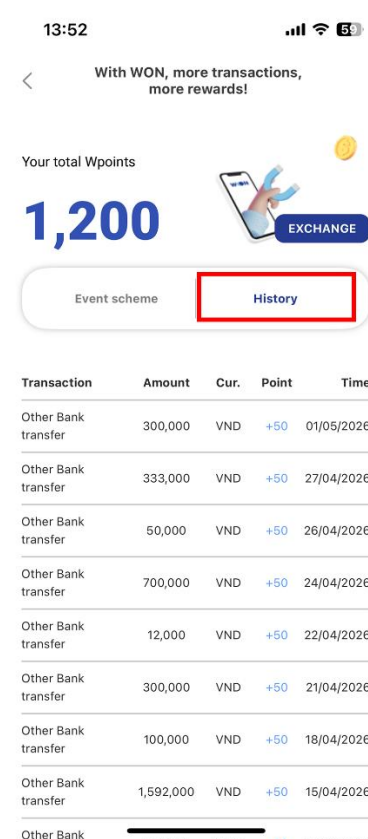 13:52
59
With WON, more transactions,
more rewards!
Your total Wpoints
1,200
WON
EXCHANGE
Event scheme History
Transaction Amount Cur. Point Time
Other Bank
transfer 300,000 VND +50 01/05/2026
Other Bank
transfer 333,000 VND +50 27/04/2026
Other Bank
transfer 50,000 VND +50 26/04/2026
Other Bank
transfer 700,000 VND +50 24/04/2026
Other Bank
transfer 12,000 VND +50 22/04/2026
Other Bank
transfer 300,000 VND +50 21/04/2026
Other Bank
transfer 100,000 VND +50 18/04/2026
Other Bank
transfer 1,592,000 VND +50 15/04/2026
Other Bank